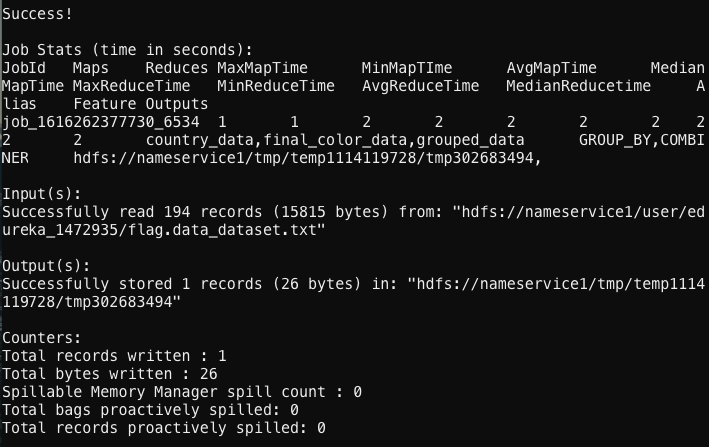 Success!
Job Stats (time in seconds):
JobId   Maps    Reduces MaxMapTime      MinMapTIme      AvgMapTime      Median
MapTime MaxReduceTime   MinReduceTime   AvgReduceTime   MedianReducetime     A
lias    Feature Outputs
job_1616262377730_6534  1       1       2       2       2       2       2    2
2       2       country_data,final_color_data,grouped_data      GROUP_BY,COMBI
NER     hdfs://nameservice1/tmp/temp1114119728/tmp302683494,
Input(s):
Successfully read 194 records (15815 bytes) from: "hdfs://nameservice1/user/ed
ureka_1472935/flag.data_dataset.txt"
Output(s):
Successfully stored 1 records (26 bytes) in: "hdfs://nameservice1/tmp/temp1114
119728/tmp302683494"
Counters:
Total records written : 1
Total bytes written : 26
Spillable Memory Manager spill count : 0
Total bags proactively spilled: 0
Total records proactively spilled: 0